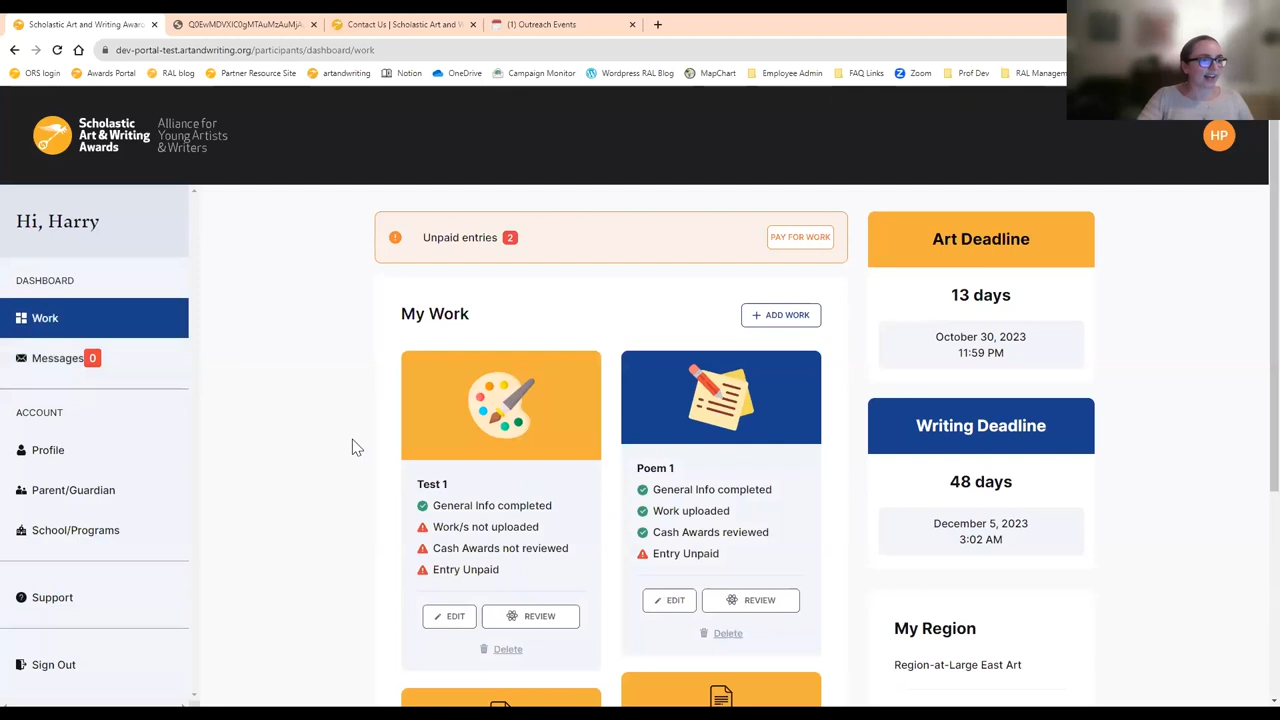 Scholastic Art and Writing Awar
Q0EwMDVXIC0gMTAuMzAuMjA
Contact Us | Scholastic Art and W
(1) Outreach Events
dev-portal-test.artandwriting.org/participants/dashboard/work
ORS login
Awards Portal
RAL blog
Partner Resource Site
artandwriting
Notion
OneDrive
Campaign Monitor
Wordpress RAL Blog
MapChart
Employee Admin
FAQ Links
Zoom
Prof Dev
RAL Managem
Scholastic
Art & Writing
Awards
Alliance for
Young Artists
& Writers
HP
Hi, Harry
DASHBOARD
Work
Messages 0
ACCOUNT
Profile
Parent/Guardian
School/Programs
Support
Sign Out
Unpaid entries 2
PAY FOR WORK
My Work
+ ADD WORK
Test 1
General Info completed
Work/s not uploaded
Cash Awards not reviewed
Entry Unpaid
EDIT
REVIEW
Delete
Poem 1
General Info completed
Work uploaded
Cash Awards reviewed
Entry Unpaid
EDIT
REVIEW
Delete
Art Deadline
13 days
October 30, 2023
11:59 PM
Writing Deadline
48 days
December 5, 2023
3:02 AM
My Region
Region-at-Large East Art